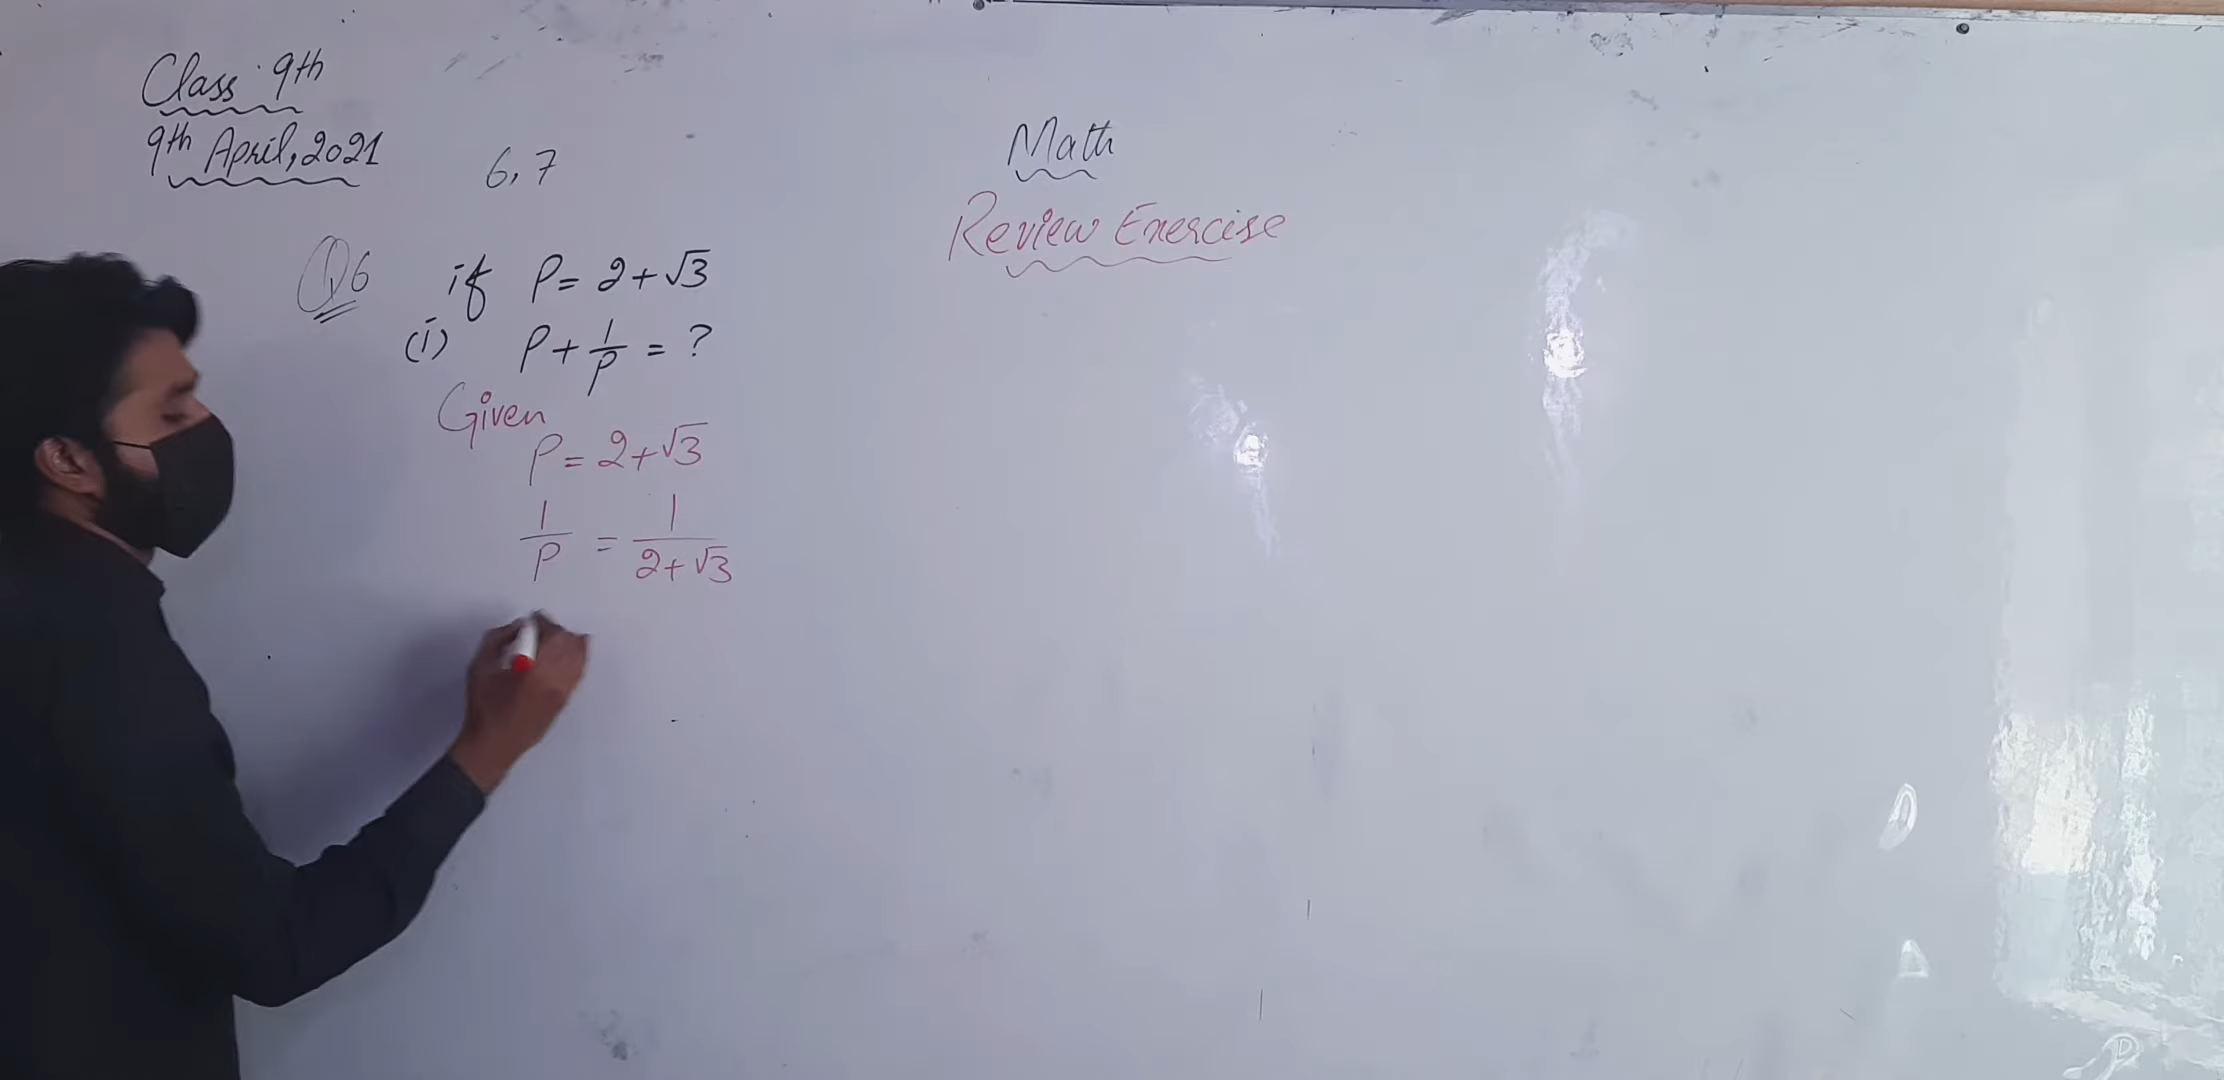 Class 9th
9th April, 2021
6, 7
Math
Review Exercise
Q6 if P = 2 + √3
(i) P + 1/P = ?
Given
P = 2 + √3
1/P = 1/(2 + √3)